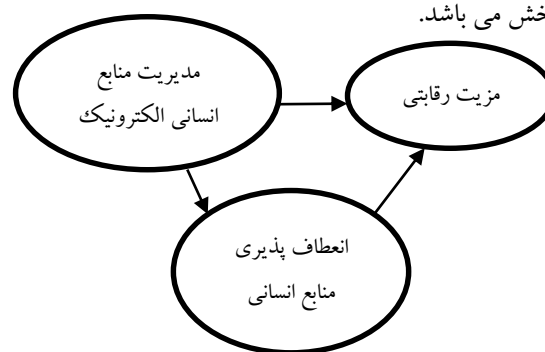 خش می باشد.
مدیریت منابع
انسانی الکترونیک
مزیت رقابتی
انعطاف پذیری
منابع انسانی